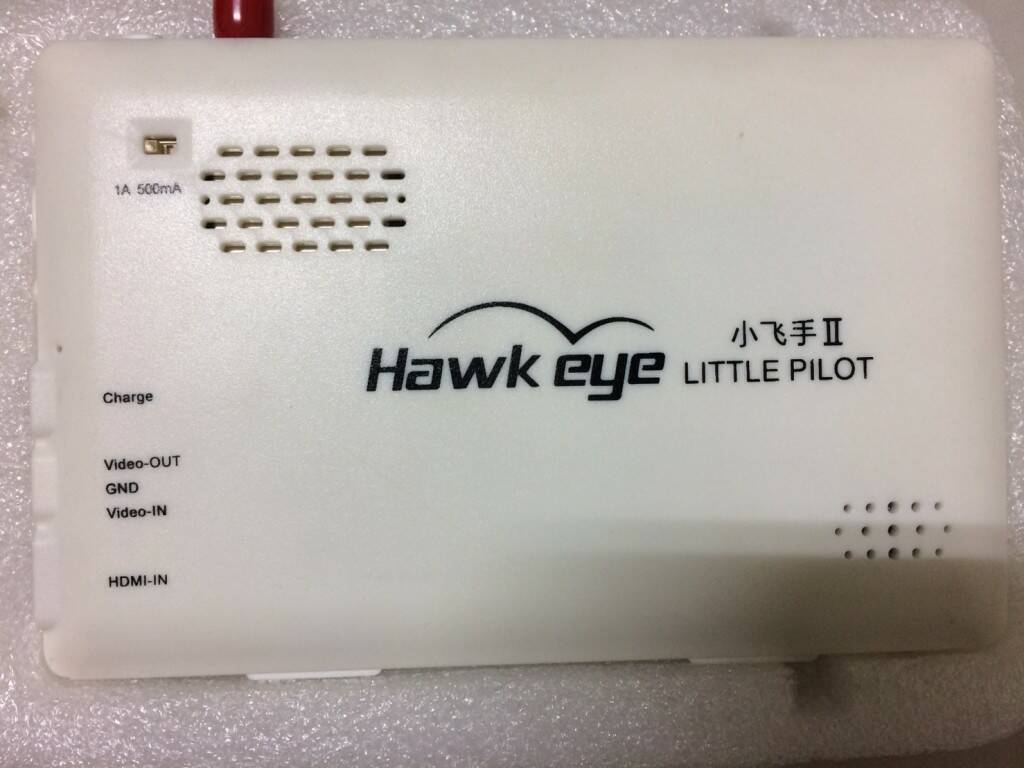 1A 500mA
Hawk eye
小飞手Ⅱ
LITTLE PILOT
Charge
Video-OUT
GND
Video-IN
HDMI-IN